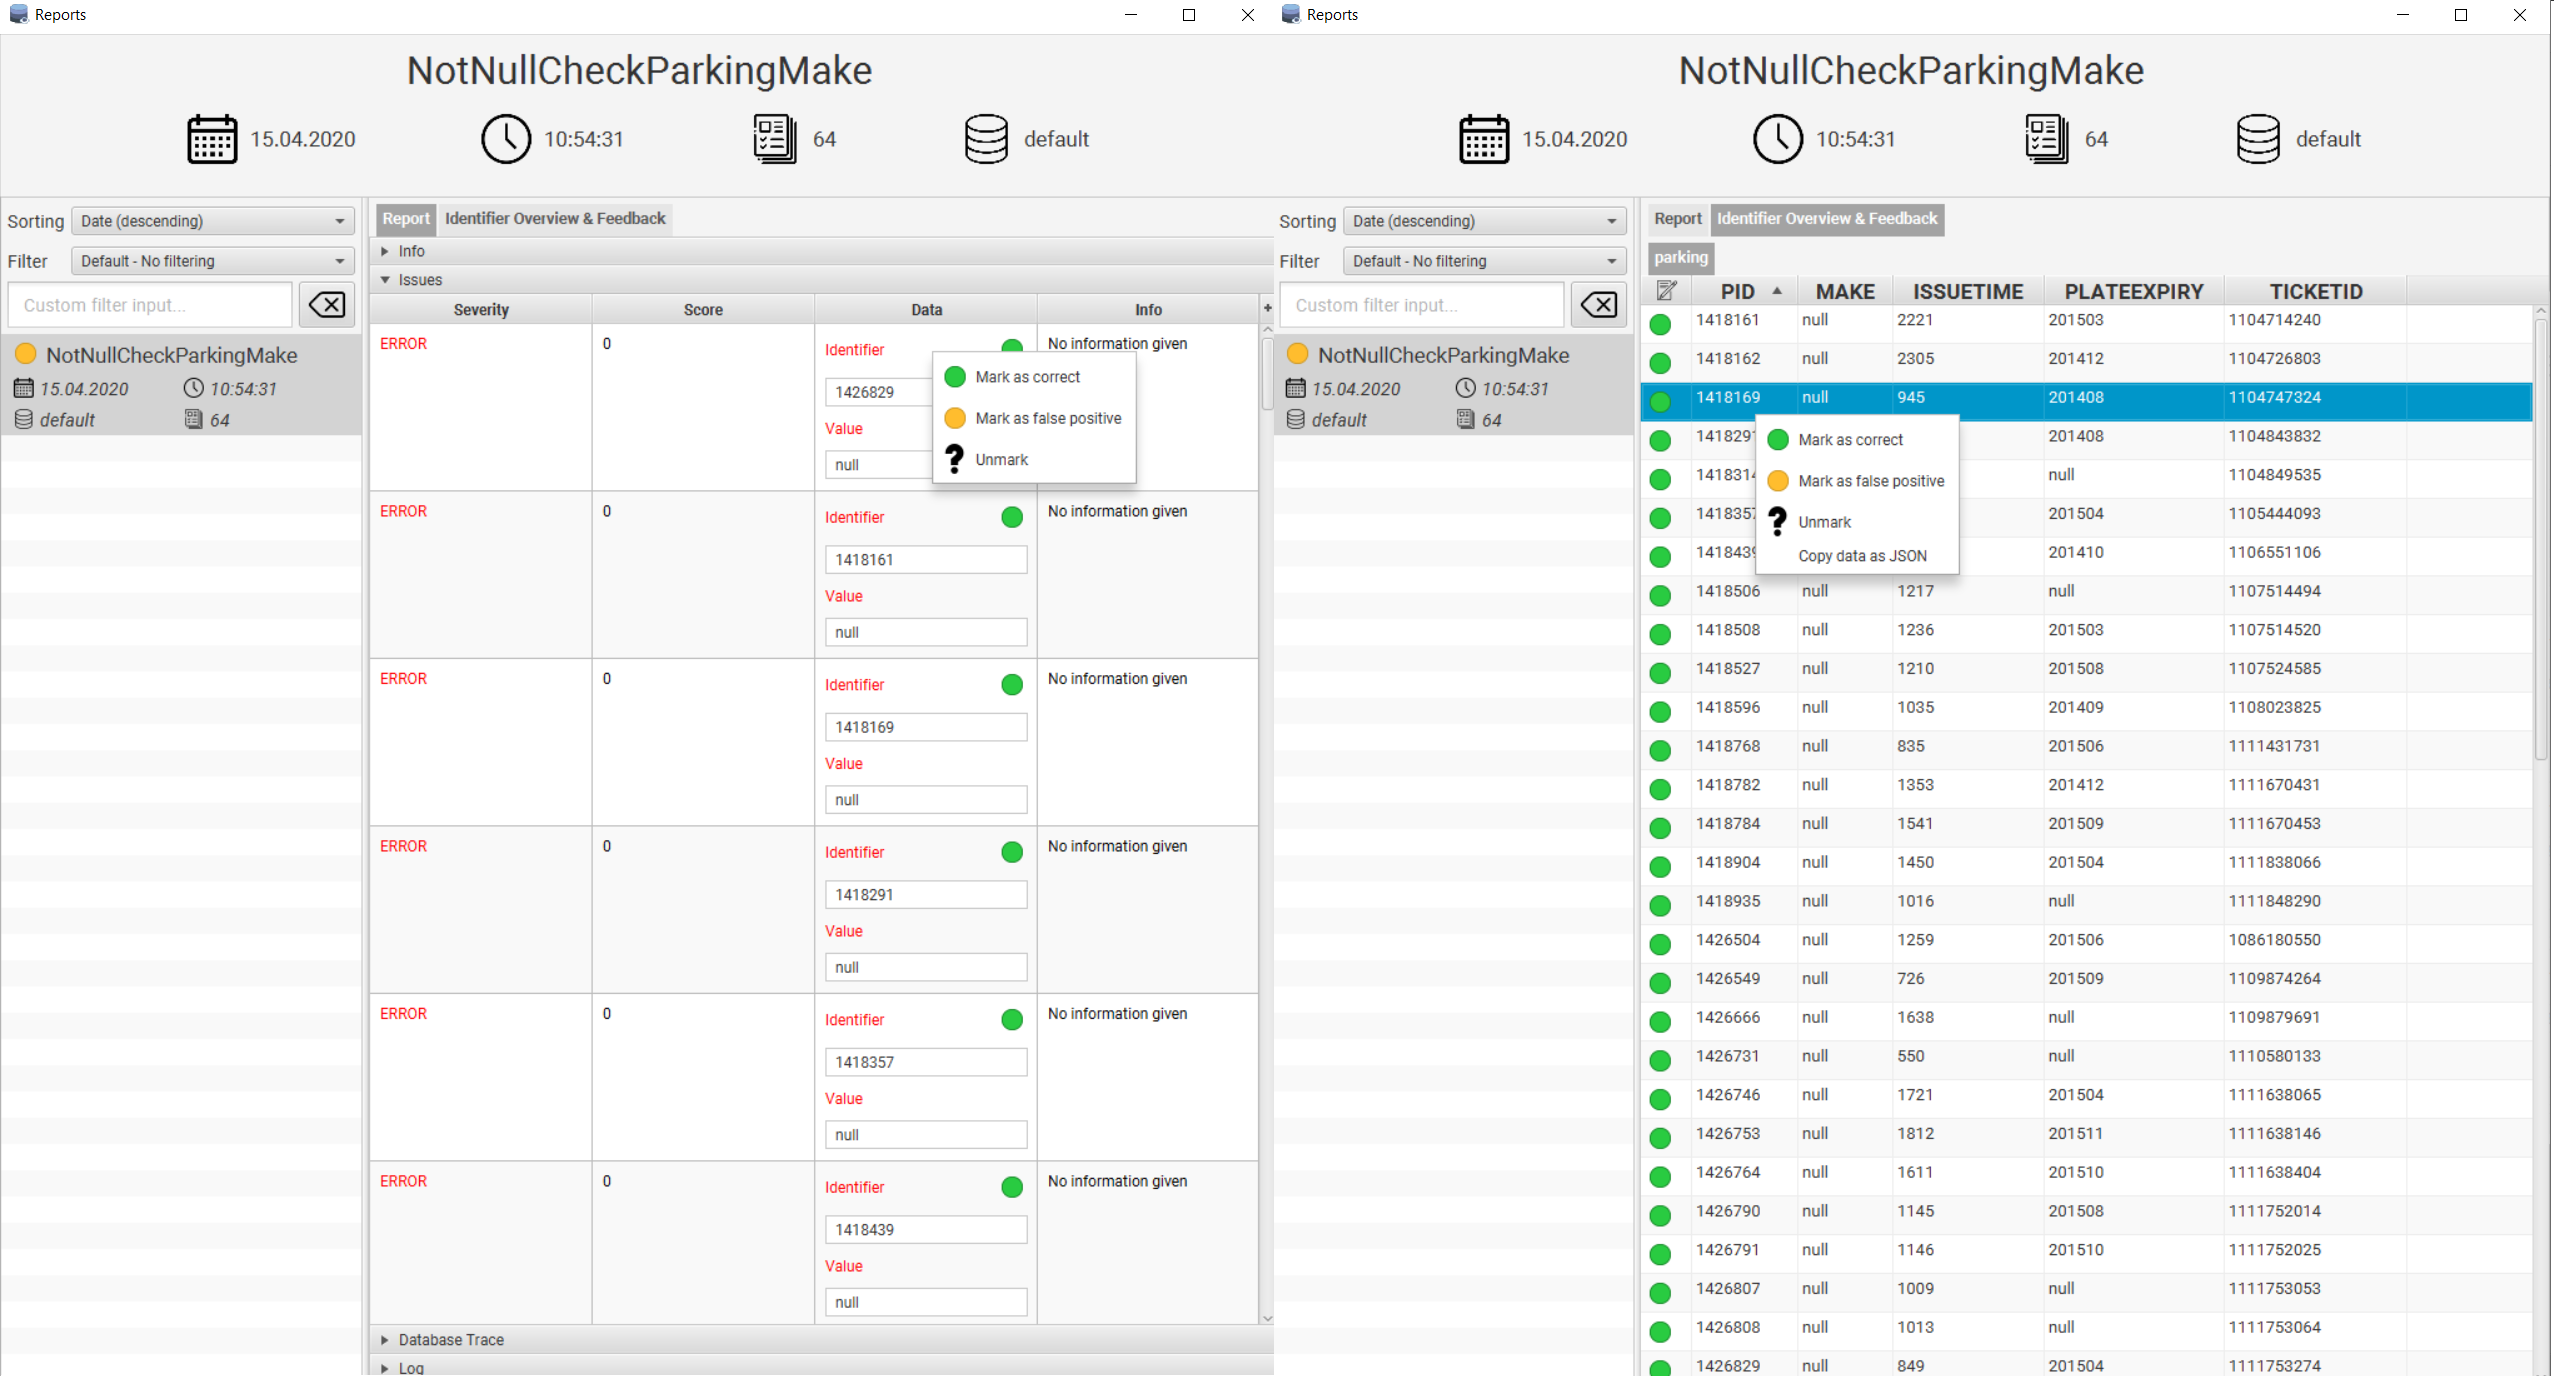 Reports
NotNullCheckParkingMake
15.04.2020 10:54:31 64 default
Sorting Date (descending)
Filter Default - No filtering
Custom filter input...
NotNullCheckParkingMake
15.04.2020 10:54:31
default 64
Report Identifier Overview & Feedback
Info
Issues
Severity Score Data Info +
ERROR 0 Identifier No information given
1426829
Value
null
Mark as correct
Mark as false positive
? Unmark
ERROR 0 Identifier No information given
1418161
Value
null
ERROR 0 Identifier No information given
1418169
Value
null
ERROR 0 Identifier No information given
1418291
Value
null
ERROR 0 Identifier No information given
1418357
Value
null
ERROR 0 Identifier No information given
1418439
Value
null
Database Trace
Log
Reports
NotNullCheckParkingMake
15.04.2020 10:54:31 64 default
Sorting Date (descending)
Filter Default - No filtering
Custom filter input...
NotNullCheckParkingMake
15.04.2020 10:54:31
default 64
Report Identifier Overview & Feedback
parking
PID MAKE ISSUETIME PLATEEXPIRY TICKETID
1418161 null 2221 201503 1104714240
1418162 null 2305 201412 1104726803
1418169 null 945 201408 1104747324
1418291 201408 1104843832
1418314 null 1104849535
1418357 201504 1105444093
1418439 201410 1106551106
Mark as correct
Mark as false positive
? Unmark
Copy data as JSON
1418506 null 1217 null 1107514494
1418508 null 1236 201503 1107514520
1418527 null 1210 201508 1107524585
1418596 null 1035 201409 1108023825
1418768 null 835 201506 1111431731
1418782 null 1353 201412 1111670431
1418784 null 1541 201509 1111670453
1418904 null 1450 201504 1111838066
1418935 null 1016 null 1111848290
1426504 null 1259 201506 1086180550
1426549 null 726 201509 1109874264
1426666 null 1638 null 1109879691
1426731 null 550 null 1110580133
1426746 null 1721 201504 1111638065
1426753 null 1812 201511 1111638146
1426764 null 1611 201510 1111638404
1426790 null 1145 201508 1111752014
1426791 null 1146 201510 1111752025
1426807 null 1009 null 1111753053
1426808 null 1013 null 1111753064
1426829 null 849 201504 1111753274